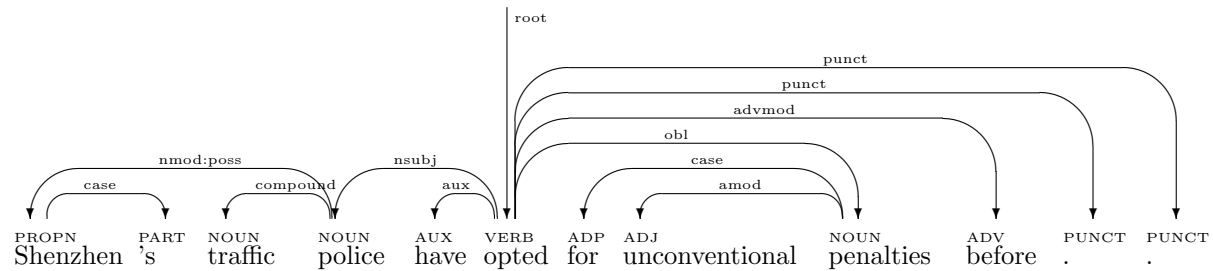 root
punct
punct
advmod
obl
nmod:poss nsubj case
case compound aux amod
PROPN PART NOUN NOUN AUX VERB ADP ADJ NOUN ADV PUNCT PUNCT
Shenzhen 's traffic police have opted for unconventional penalties before . .